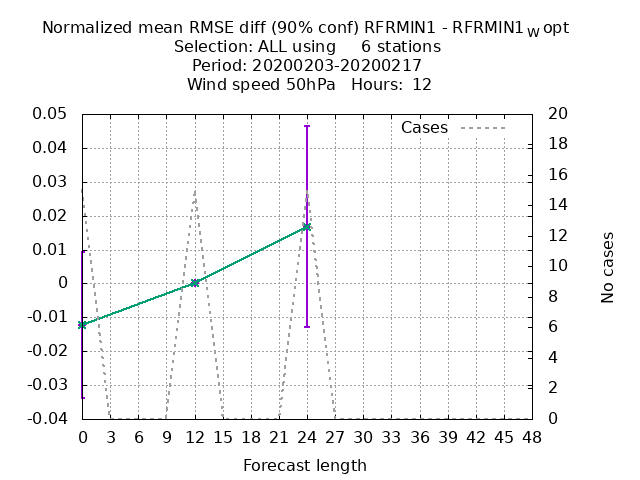 Normalized mean RMSE diff (90% conf) RFRMIN1 - RFRMIN1_W opt
Selection: ALL using 6 stations
Period: 20200203-20200217
Wind speed 50hPa Hours: 12
Cases
0.05
0.04
0.03
0.02
0.01
0
-0.01
-0.02
-0.03
-0.04
20
18
16
14
12
10
8
6
4
2
0
No cases
0 3 6 9 12 15 18 21 24 27 30 33 36 39 42 45 48
Forecast length